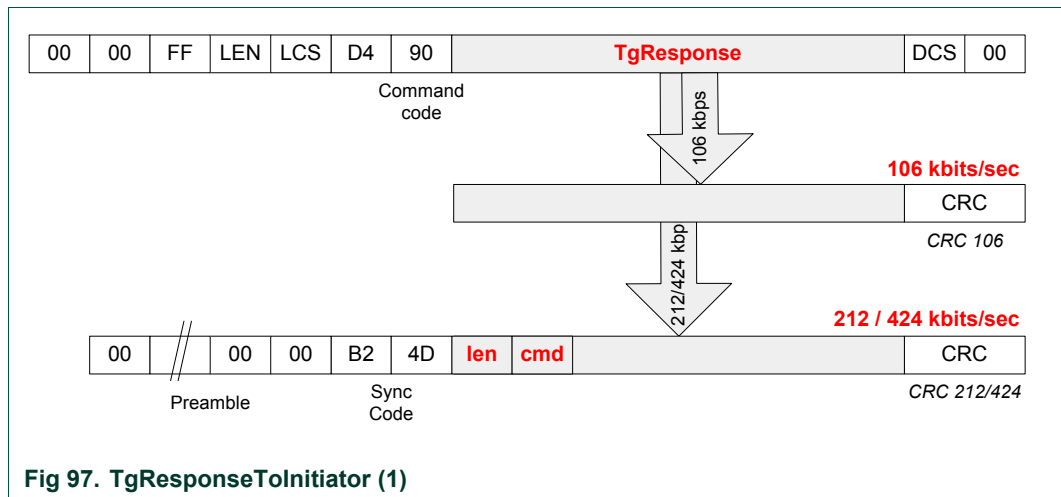 00 00 FF LEN LCS D4 90 TgResponse DCS 00
Command
code
106 kbps
106 kbits/sec
CRC
CRC 106
212/424 kbp
212 / 424 kbits/sec
00 00 00 B2 4D len cmd CRC
Preamble
Sync
Code
CRC 212/424
Fig 97. TgResponseToInitiator (1)